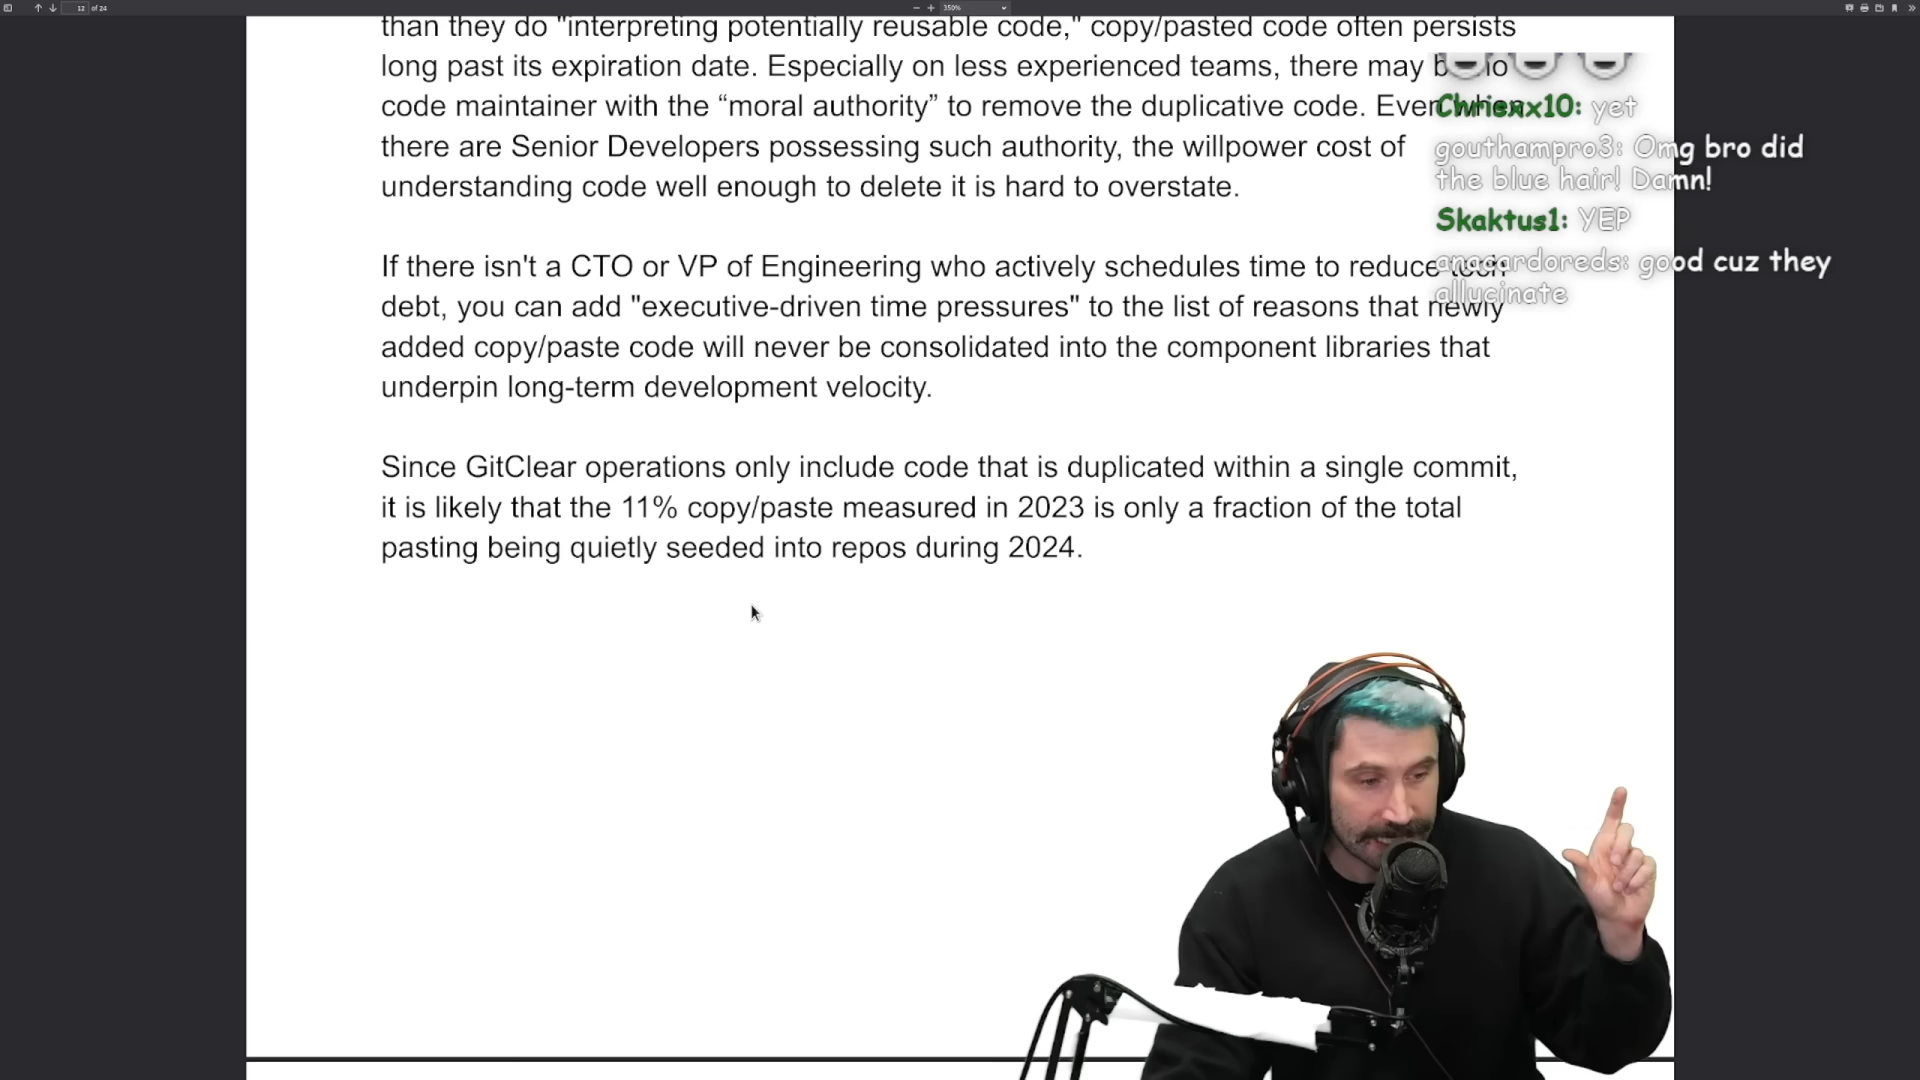 12 of 24
350%
than they do "interpreting potentially reusable code," copy/pasted code often persists
long past its expiration date. Especially on less experienced teams, there may be no
code maintainer with the “moral authority” to remove the duplicative code. Even when
there are Senior Developers possessing such authority, the willpower cost of
understanding code well enough to delete it is hard to overstate.
If there isn't a CTO or VP of Engineering who actively schedules time to reduce tech
debt, you can add "executive-driven time pressures" to the list of reasons that newly
added copy/paste code will never be consolidated into the component libraries that
underpin long-term development velocity.
Since GitClear operations only include code that is duplicated within a single commit,
it is likely that the 11% copy/paste measured in 2023 is only a fraction of the total
pasting being quietly seeded into repos during 2024.
yet
gouthampro3: Omg bro did
the blue hair! Damn!
Skaktus1: YEP
good cuz they
allucinate